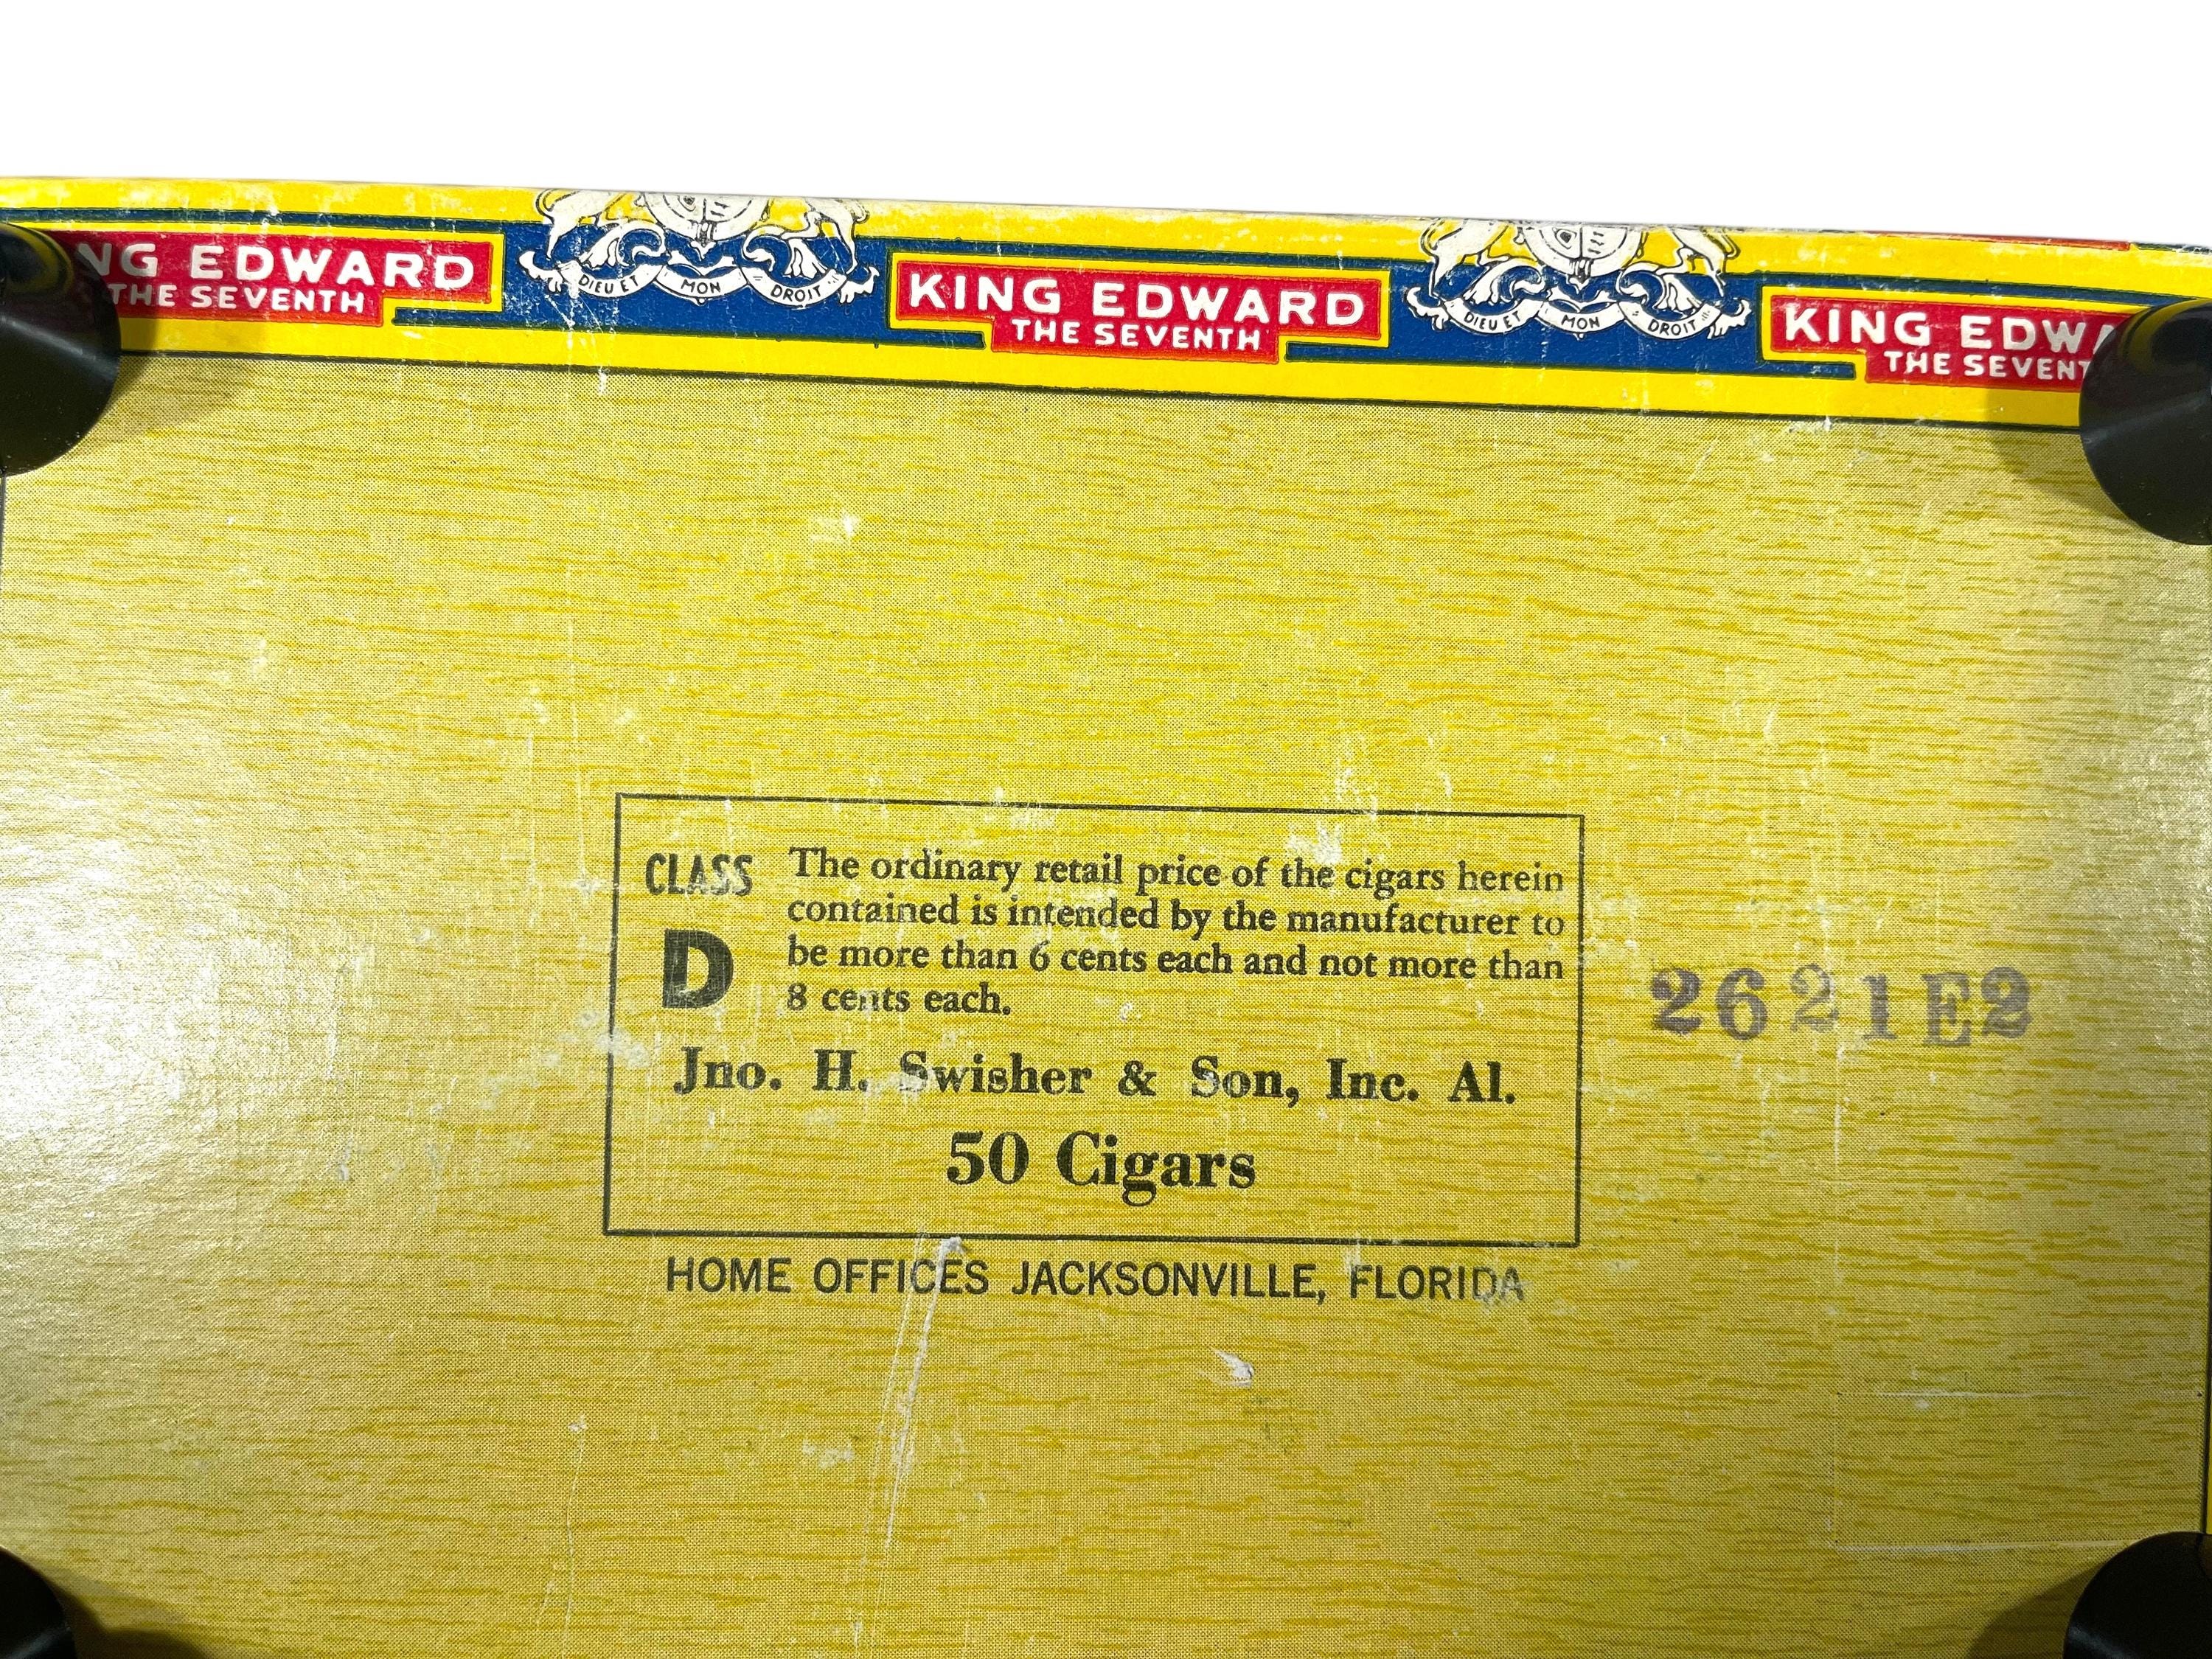 NG EDWARD
THE SEVENTH
DIEU ET MON DROIT
KING EDWARD
THE SEVENTH
DIEU ET MON DROIT
KING EDWA
THE SEVENT
CLASS
D
The ordinary retail price of the cigars herein
contained is intended by the manufacturer to
be more than 6 cents each and not more than
8 cents each.
Jno. H. Swisher & Son, Inc. Al.
50 Cigars
2621E2
HOME OFFICES JACKSONVILLE, FLORIDA